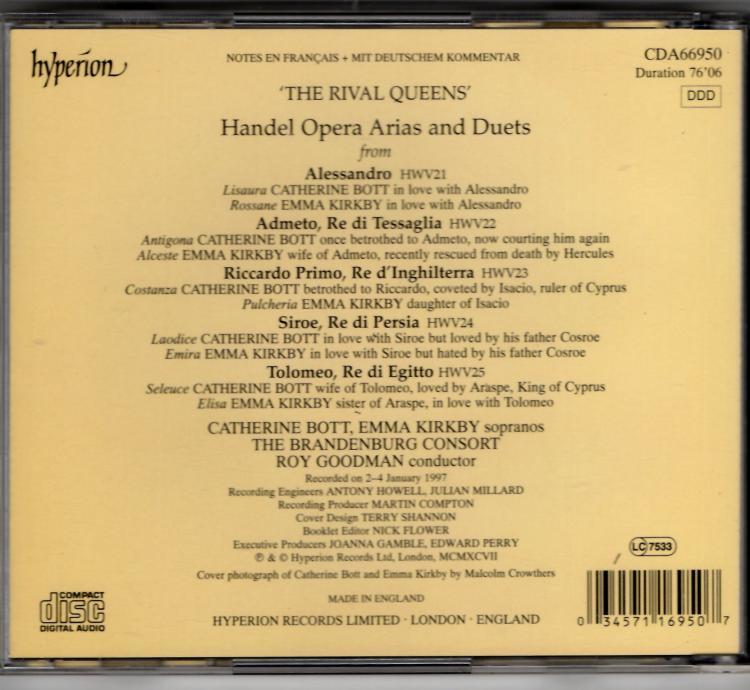 hyperion
NOTES EN FRANÇAIS + MIT DEUTSCHEM KOMMENTAR
CDA66950
Duration 76'06
DDD
'THE RIVAL QUEENS'
Handel Opera Arias and Duets
from
Alessandro HWV21
Lisaura CATHERINE BOTT in love with Alessandro
Rossane EMMA KIRKBY in love with Alessandro
Admeto, Re di Tessaglia HWV22
Antigona CATHERINE BOTT once betrothed to Admeto, now courting him again
Alceste EMMA KIRKBY wife of Admeto, recently rescued from death by Hercules
Riccardo Primo, Re d'Inghilterra HWV23
Costanza CATHERINE BOTT betrothed to Riccardo, coveted by Isacio, ruler of Cyprus
Pulcheria EMMA KIRKBY daughter of Isacio
Siroe, Re di Persia HWV24
Laodice CATHERINE BOTT in love with Siroe but loved by his father Cosroe
Emira EMMA KIRKBY in love with Siroe but hated by his father Cosroe
Tolomeo, Re di Egitto HWV25
Seleuce CATHERINE BOTT wife of Tolomeo, loved by Araspe, King of Cyprus
Elisa EMMA KIRKBY sister of Araspe, in love with Tolomeo
CATHERINE BOTT, EMMA KIRKBY sopranos
THE BRANDENBURG CONSORT
ROY GOODMAN conductor
Recorded on 2–4 January 1997
Recording Engineers ANTONY HOWELL, JULIAN MILLARD
Recording Producer MARTIN COMPTON
Cover Design TERRY SHANNON
Booklet Editor NICK FLOWER
Executive Producers JOANNA GAMBLE, EDWARD PERRY
℗ & © Hyperion Records Ltd, London, MCMXCVII
LC 7533
Cover photograph of Catherine Bott and Emma Kirkby by Malcolm Crowthers
COMPACT
disc
DIGITAL AUDIO
MADE IN ENGLAND
HYPERION RECORDS LIMITED · LONDON · ENGLAND
0 34571 16950 7